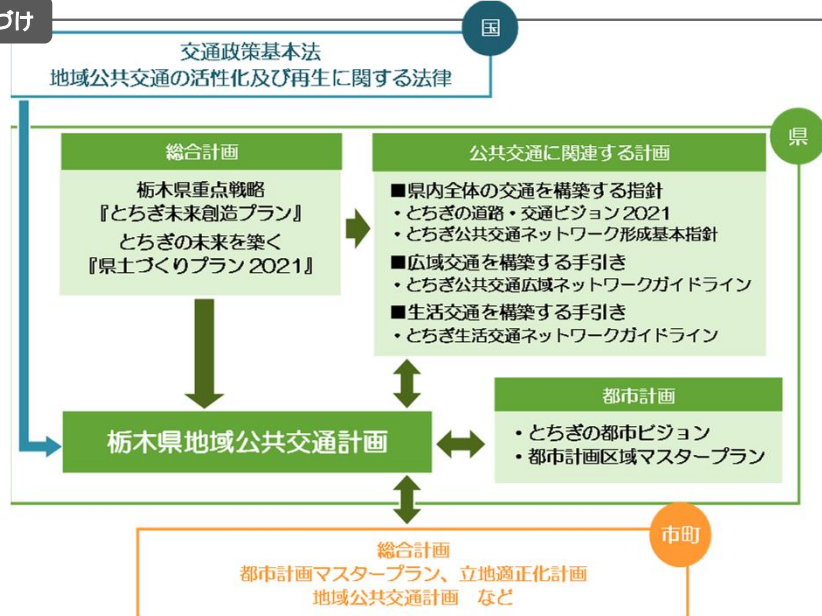 づけ
国
交通政策基本法
地域公共交通の活性化及び再生に関する法律
県
総合計画
栃木県重点戦略
『とちぎ未来創造プラン』
とちぎの未来を築く
『県土づくりプラン2021』
公共交通に関連する計画
■県内全体の交通を構築する指針
・とちぎの道路・交通ビジョン2021
・とちぎ公共交通ネットワーク形成基本指針
■広域交通を構築する手引き
・とちぎ公共交通広域ネットワークガイドライン
■生活交通を構築する手引き
・とちぎ生活交通ネットワークガイドライン
都市計画
・とちぎの都市ビジョン
・都市計画区域マスタープラン
栃木県地域公共交通計画
市町
総合計画
都市計画マスタープラン、立地適正化計画
地域公共交通計画 など